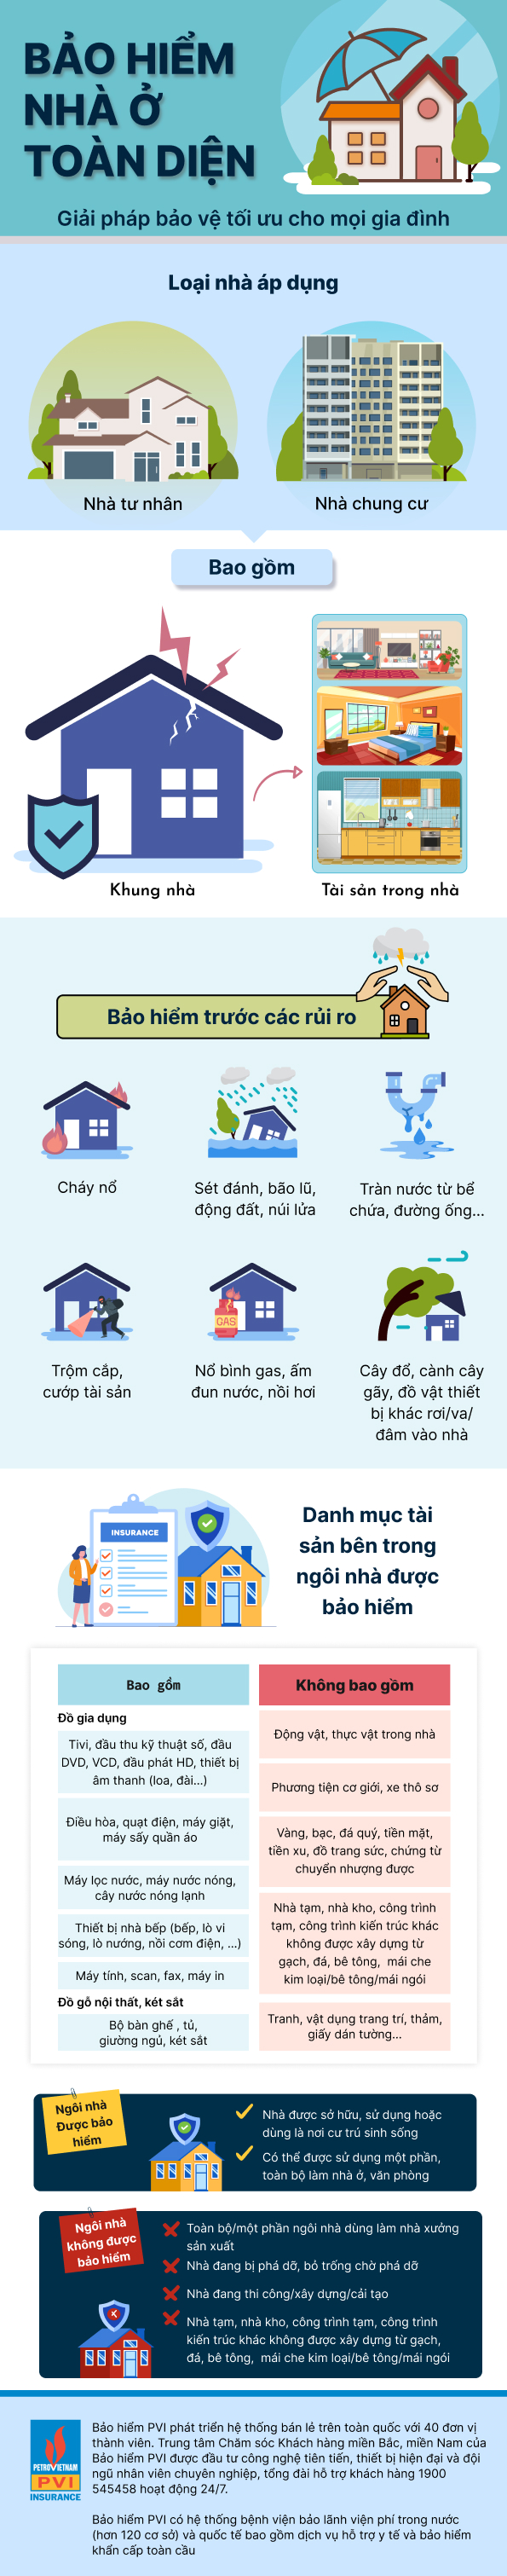 BẢO HIỂM
NHÀ Ở
TOÀN DIỆN
Giải pháp bảo vệ tối ưu cho mọi gia đình
Loại nhà áp dụng
Nhà tư nhân
Nhà chung cư
Bao gồm
Khung nhà
Tài sản trong nhà
Bảo hiểm trước các rủi ro
Cháy nổ
Sét đánh, bão lũ,
động đất, núi lửa
Tràn nước từ bể
chứa, đường ống...
Trộm cắp,
cướp tài sản
GAS
Nổ bình gas, ấm
đun nước, nồi hơi
Cây đổ, cành cây
gãy, đồ vật thiết
bị khác rơi/va/
đâm vào nhà
INSURANCE
Danh mục tài
sản bên trong
ngôi nhà được
bảo hiểm
Bao gồm
Đồ gia dụng
Tivi, đầu thu kỹ thuật số, đầu
DVD, VCD, đầu phát HD, thiết bị
âm thanh (loa, đài...)
Điều hòa, quạt điện, máy giặt,
máy sấy quần áo
Máy lọc nước, máy nước nóng,
cây nước nóng lạnh
Thiết bị nhà bếp (bếp, lò vi
sóng, lò nướng, nồi cơm điện, ...)
Máy tính, scan, fax, máy in
Đồ gỗ nội thất, két sắt
Bộ bàn ghế , tủ,
giường ngủ, két sắt
Không bao gồm
Động vật, thực vật trong nhà
Phương tiện cơ giới, xe thô sơ
Vàng, bạc, đá quý, tiền mặt,
tiền xu, đồ trang sức, chứng từ
chuyển nhượng được
Nhà tạm, nhà kho, công trình
tạm, công trình kiến trúc khác
không được xây dựng từ
gạch, đá, bê tông,  mái che
kim loại/bê tông/mái ngói
Tranh, vật dụng trang trí, thảm,
giấy dán tường...
Ngôi nhà
Được bảo
hiểm
Nhà được sở hữu, sử dụng hoặc
dùng là nơi cư trú sinh sống
Có thể được sử dụng một phần,
toàn bộ làm nhà ở, văn phòng
Ngôi nhà
không được
bảo hiểm
Toàn bộ/một phần ngôi nhà dùng làm nhà xưởng
sản xuất
Nhà đang bị phá dỡ, bỏ trống chờ phá dỡ
Nhà đang thi công/xây dựng/cải tạo
Nhà tạm, nhà kho, công trình tạm, công trình
kiến trúc khác không được xây dựng từ gạch,
đá, bê tông,  mái che kim loại/bê tông/mái ngói
PETROVIETNAM
PVI
INSURANCE
Bảo hiểm PVI phát triển hệ thống bán lẻ trên toàn quốc với 40 đơn vị
thành viên. Trung tâm Chăm sóc Khách hàng miền Bắc, miền Nam của
Bảo hiểm PVI được đầu tư công nghệ tiên tiến, thiết bị hiện đại và đội
ngũ nhân viên chuyên nghiệp, tổng đài hỗ trợ khách hàng 1900
545458 hoạt động 24/7.
Bảo hiểm PVI có hệ thống bệnh viện bảo lãnh viện phí trong nước
(hơn 120 cơ sở) và quốc tế bao gồm dịch vụ hỗ trợ y tế và bảo hiểm
khẩn cấp toàn cầu